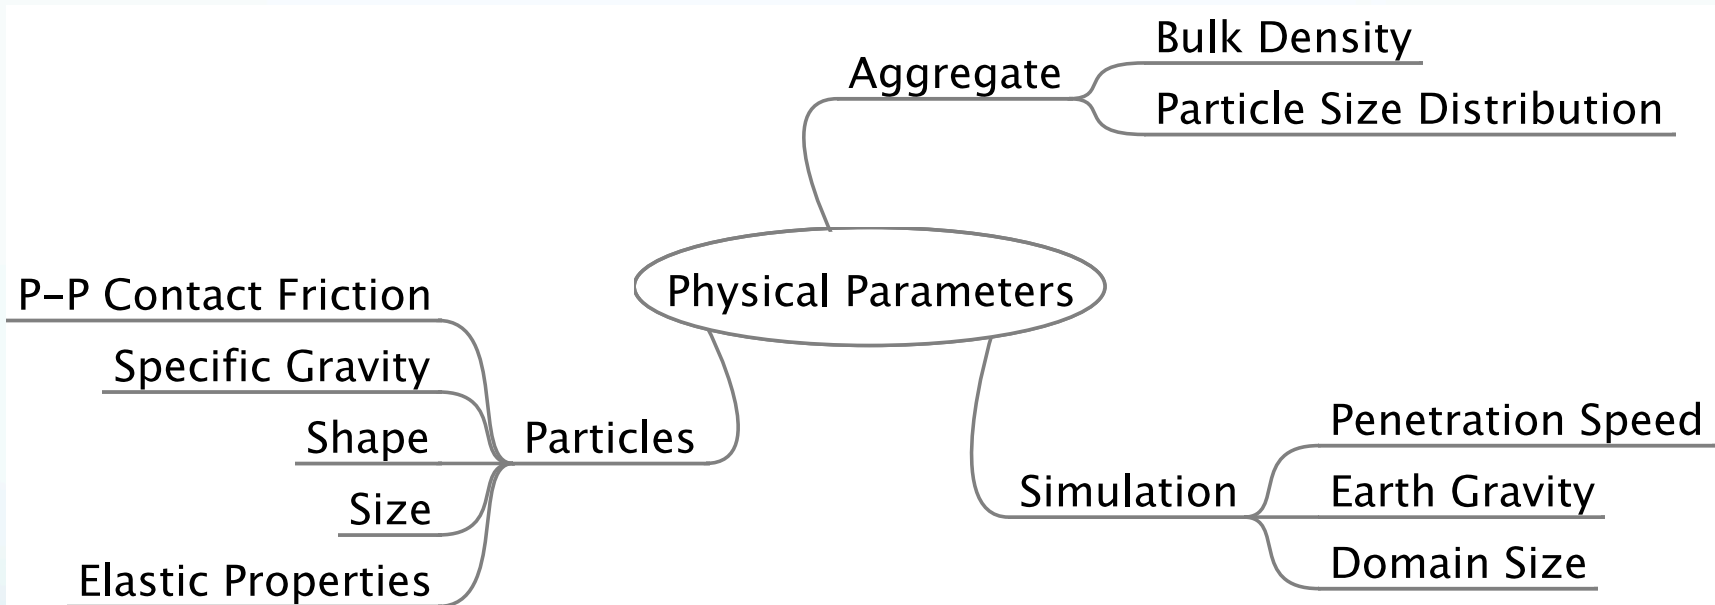 Physical Parameters
Aggregate
Bulk Density
Particle Size Distribution
Particles
P-P Contact Friction
Specific Gravity
Shape
Size
Elastic Properties
Simulation
Penetration Speed
Earth Gravity
Domain Size